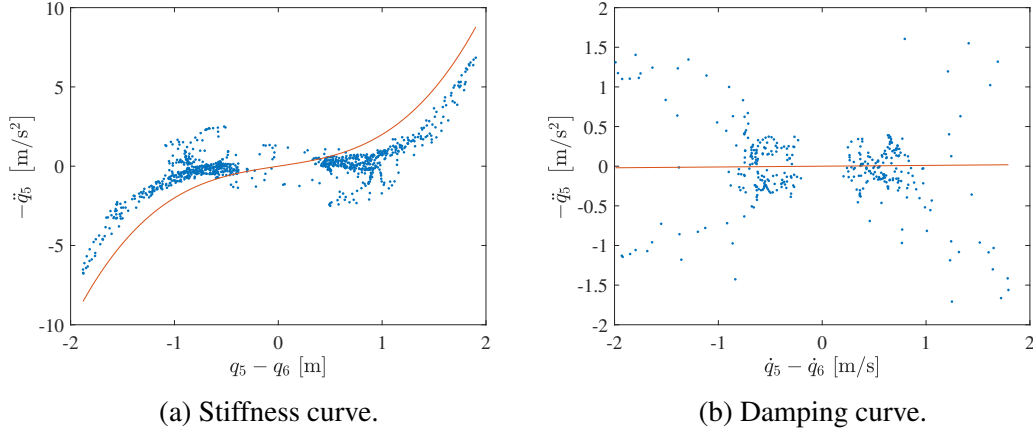 10
5
0
-5
-10
−q̈₅ [m/s²]
-2 -1 0 1 2
q₅ − q₆ [m]
(a) Stiffness curve.
2
1.5
1
0.5
0
-0.5
-1
-1.5
-2
−q̈₅ [m/s²]
-2 -1 0 1 2
q̇₅ − q̇₆ [m/s]
(b) Damping curve.